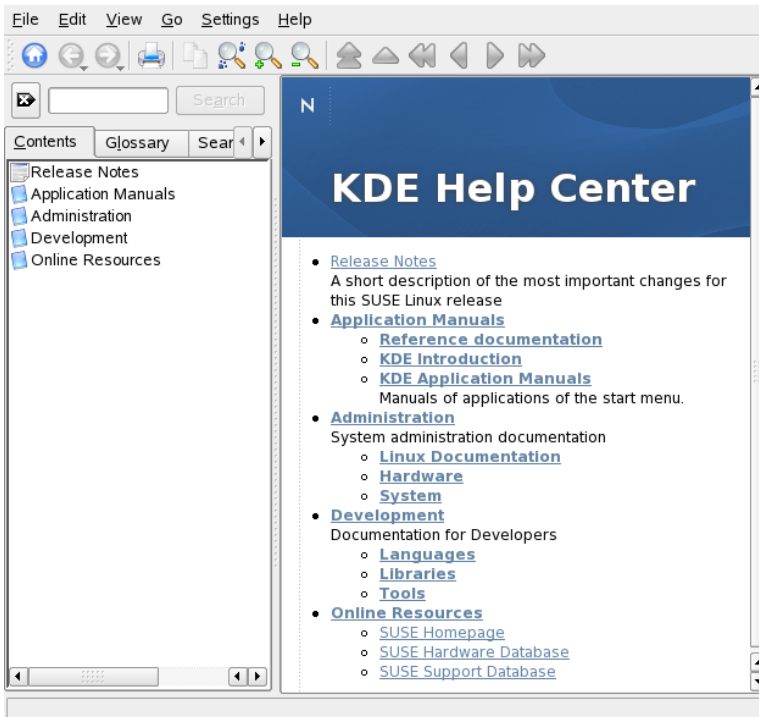 File Edit View Go Settings Help
Search
Contents Glossary Sear
Release Notes
Application Manuals
Administration
Development
Online Resources
N
KDE Help Center
Release Notes
A short description of the most important changes for
this SUSE Linux release
Application Manuals
Reference documentation
KDE Introduction
KDE Application Manuals
Manuals of applications of the start menu.
Administration
System administration documentation
Linux Documentation
Hardware
System
Development
Documentation for Developers
Languages
Libraries
Tools
Online Resources
SUSE Homepage
SUSE Hardware Database
SUSE Support Database